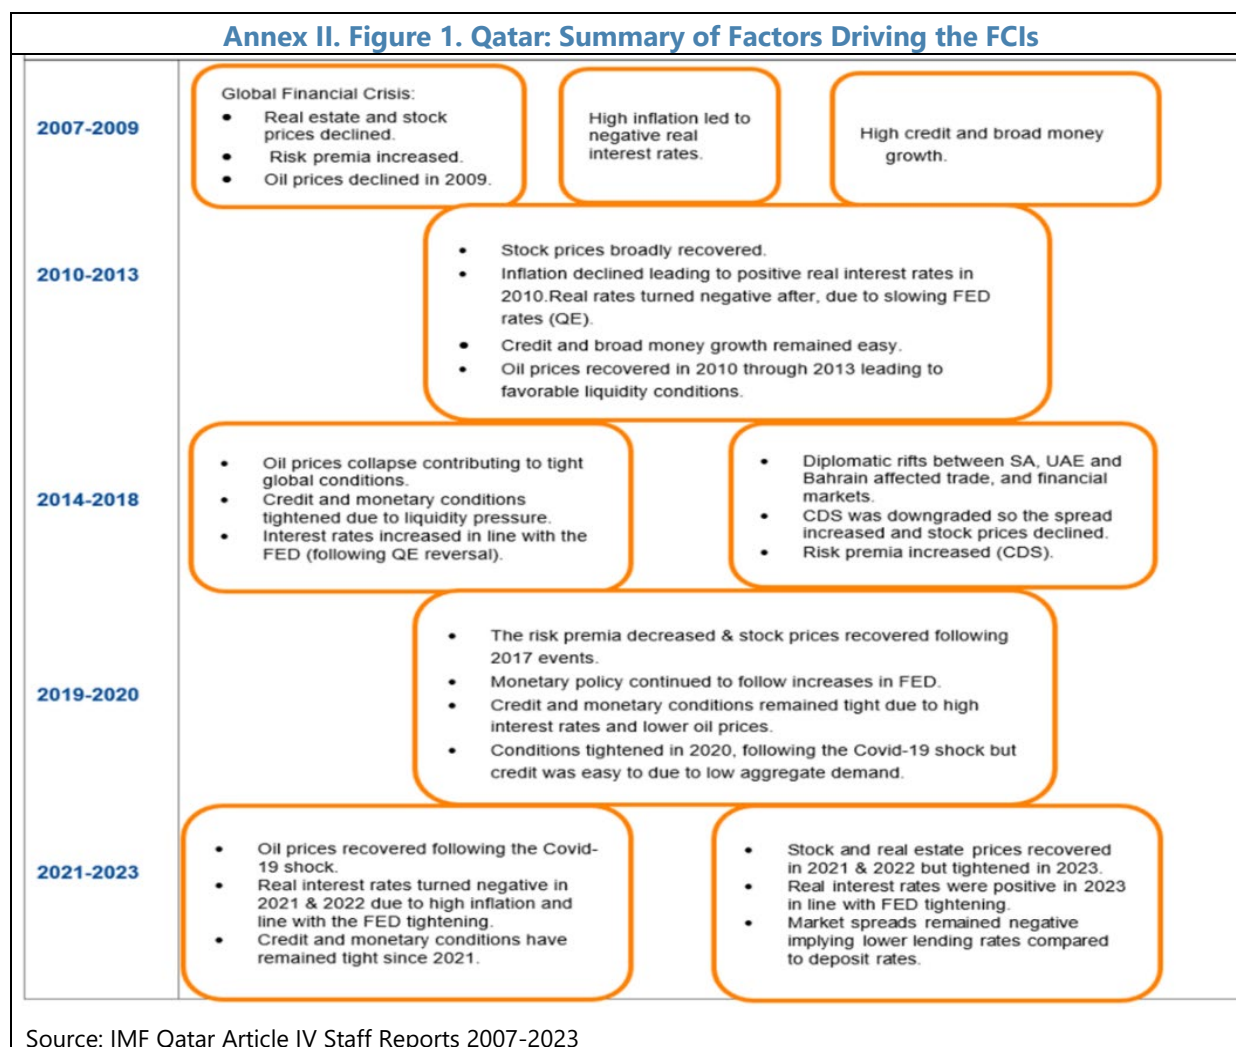 Annex II. Figure 1. Qatar: Summary of Factors Driving the FCIs
2007-2009
Global Financial Crisis:
• Real estate and stock
prices declined.
• Risk premia increased.
• Oil prices declined in 2009.
High inflation led to
negative real
interest rates.
High credit and broad money
growth.
2010-2013
• Stock prices broadly recovered.
• Inflation declined leading to positive real interest rates in
2010.Real rates turned negative after, due to slowing FED
rates (QE).
• Credit and broad money growth remained easy.
• Oil prices recovered in 2010 through 2013 leading to
favorable liquidity conditions.
2014-2018
• Oil prices collapse contributing to tight
global conditions.
• Credit and monetary conditions
tightened due to liquidity pressure.
• Interest rates increased in line with the
FED (following QE reversal).
• Diplomatic rifts between SA, UAE and
Bahrain affected trade, and financial
markets.
• CDS was downgraded so the spread
increased and stock prices declined.
• Risk premia increased (CDS).
2019-2020
• The risk premia decreased & stock prices recovered following
2017 events.
• Monetary policy continued to follow increases in FED.
• Credit and monetary conditions remained tight due to high
interest rates and lower oil prices.
• Conditions tightened in 2020, following the Covid-19 shock but
credit was easy to due to low aggregate demand.
2021-2023
• Oil prices recovered following the Covid-
19 shock.
• Real interest rates turned negative in
2021 & 2022 due to high inflation and
line with the FED tightening.
• Credit and monetary conditions have
remained tight since 2021.
• Stock and real estate prices recovered
in 2021 & 2022 but tightened in 2023.
• Real interest rates were positive in 2023
in line with FED tightening.
• Market spreads remained negative
implying lower lending rates compared
to deposit rates.
Source: IMF Qatar Article IV Staff Reports 2007-2023